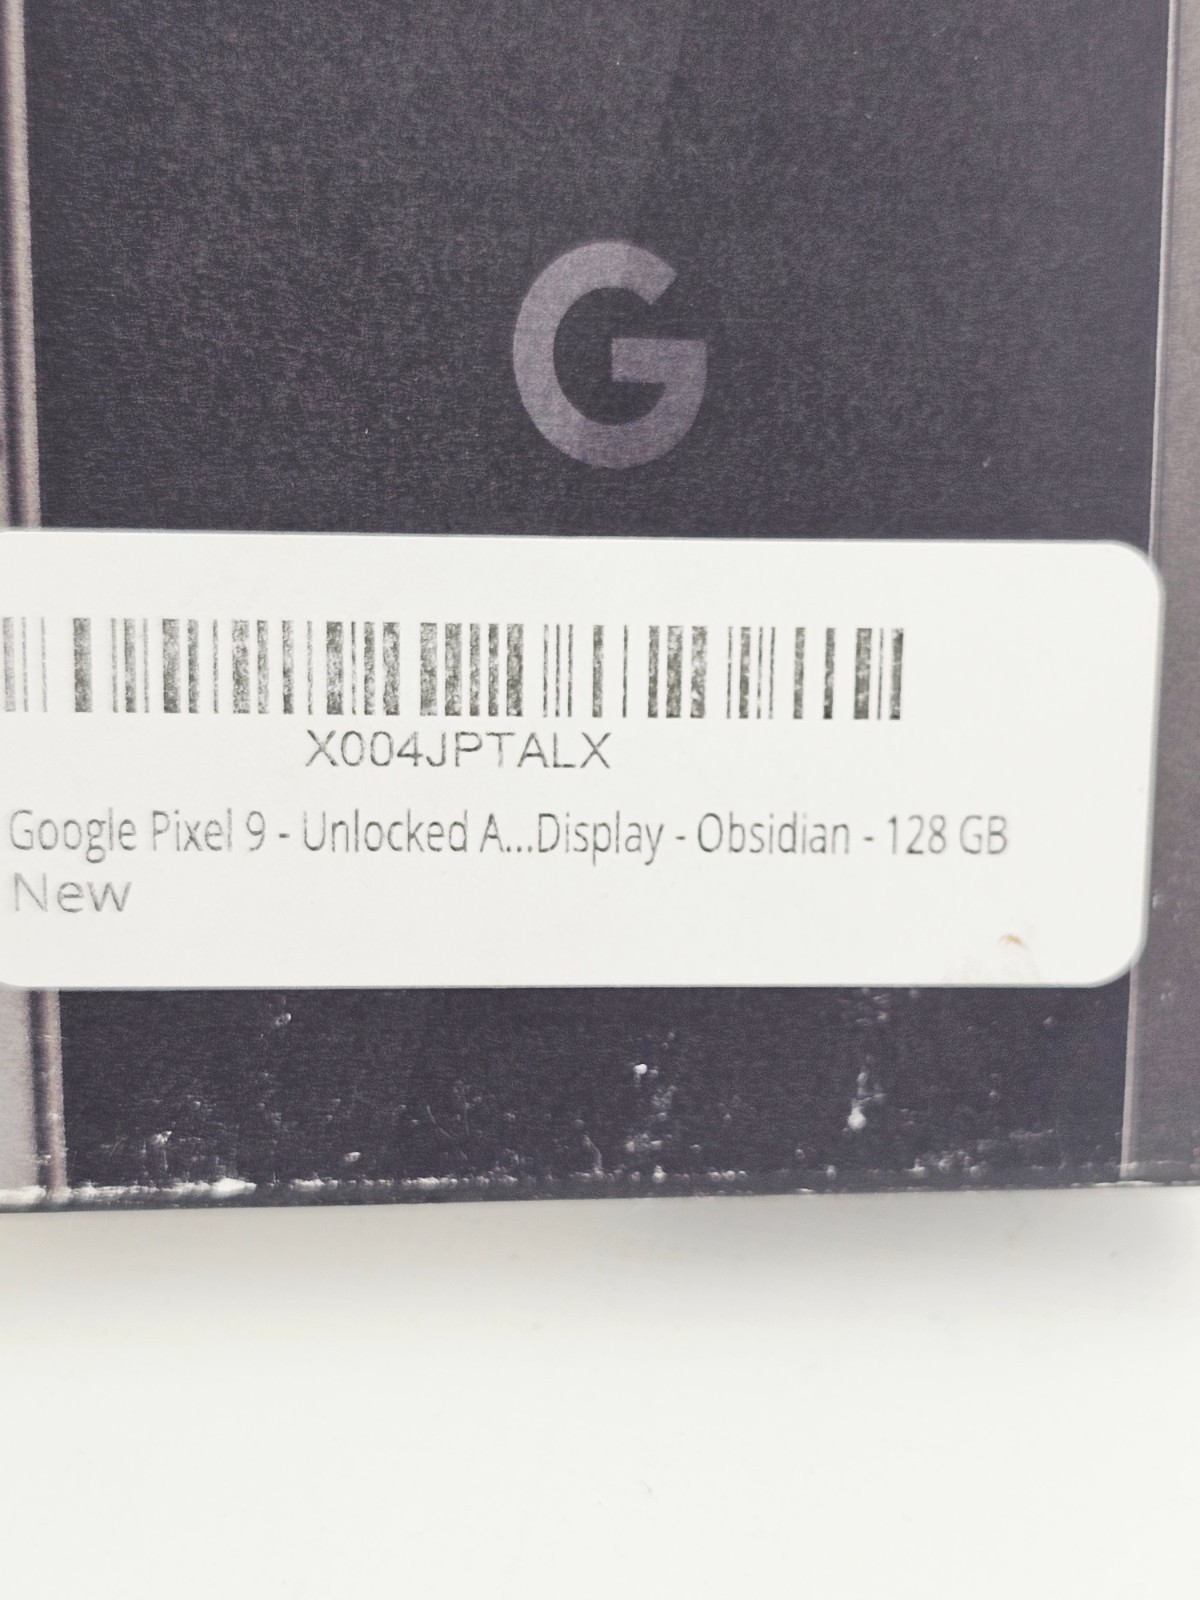 G
X004JPTALX
Google Pixel 9 - Unlocked A...Display - Obsidian - 128 GB
New